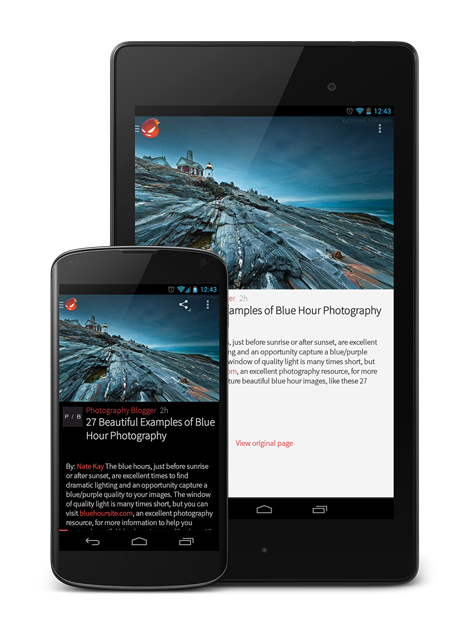 12:43
er 2h
amples of Blue Hour Photography
s, just before sunrise or after sunset, are excellent
ng and an opportunity capture a blue/purple
window of quality light is many times short, but
om, an excellent photography resource, for more
ture beautiful blue hour images, like these 27
View original page
12:43
P / B
Photography Blogger 2h
27 Beautiful Examples of Blue
Hour Photography
By: Nate Kay The blue hours, just before sunrise
or after sunset, are excellent times to find
dramatic lighting and an opportunity capture a
blue/purple quality to your images. The window
of quality light is many times short, but you can
visit bluehoursite.com, an excellent photography
resource, for more information to help you